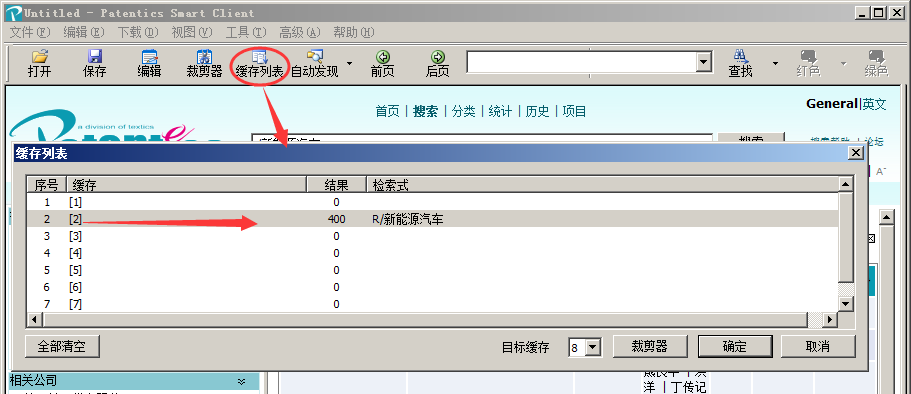 Untitled - Patentics Smart Client
文件(F) 编辑(E) 下载(D) 视图(V) 工具(T) 高级(A) 帮助(H)
打开 保存 编辑 裁剪器 缓存列表 自动发现 前页 后页 查找 红色 绿色
首页 | 搜索 | 分类 | 统计 | 历史 | 项目
General|英文
a division of textics
缓存列表
序号 缓存 结果 检索式
1 [1] 0
2 [2] 400 R/新能源汽车
3 [3] 0
4 [4] 0
5 [5] 0
6 [6] 0
7 [7] 0
全部清空 目标缓存 8 裁剪器 确定 取消
相关公司
洋 | 丁传记